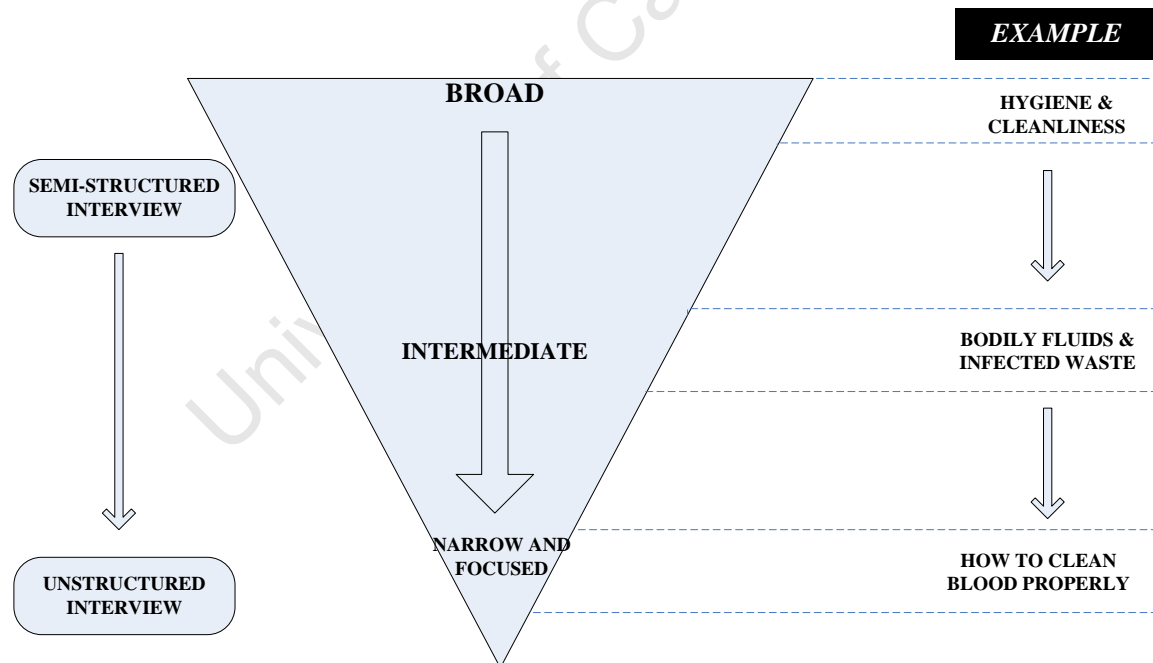 EXAMPLE
BROAD
HYGIENE &
CLEANLINESS
SEMI-STRUCTURED
INTERVIEW
INTERMEDIATE
BODILY FLUIDS &
INFECTED WASTE
NARROW AND
FOCUSED
HOW TO CLEAN
BLOOD PROPERLY
UNSTRUCTURED
INTERVIEW